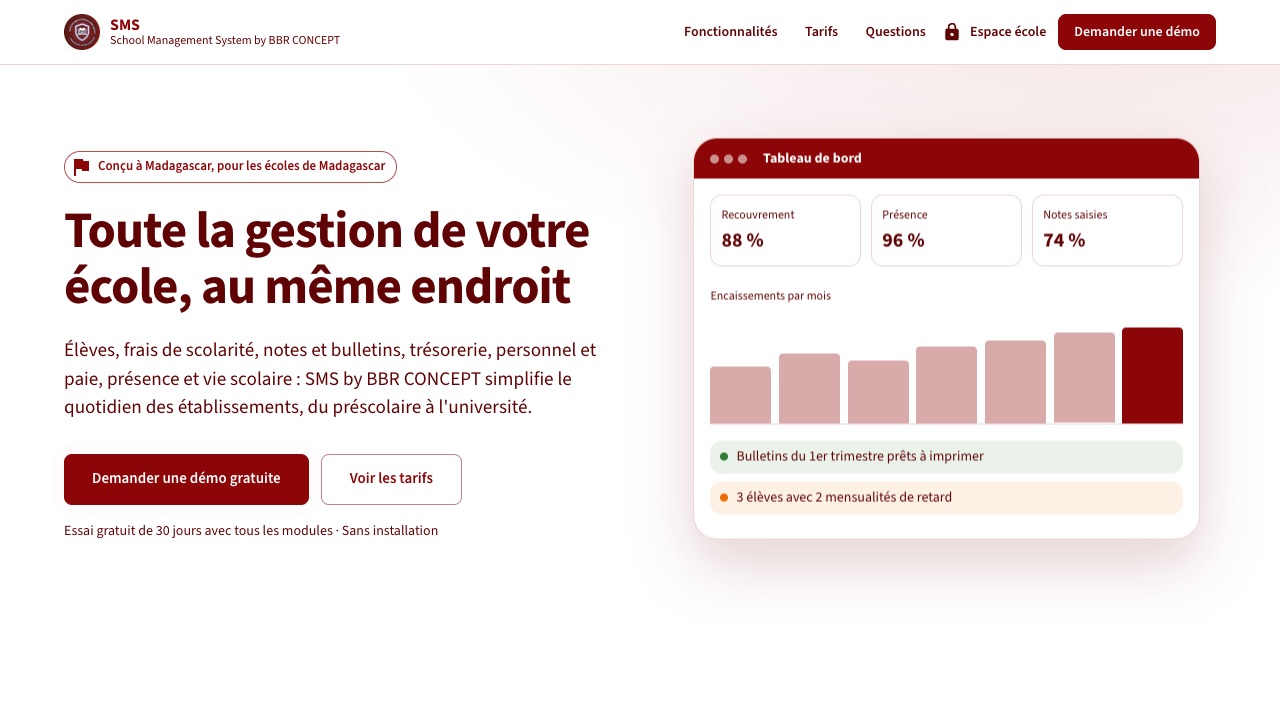 SMS
School Management System by BBR CONCEPT
Fonctionnalités
Tarifs
Questions
Espace école
Demander une démo
Conçu à Madagascar, pour les écoles de Madagascar
Toute la gestion de votre
école, au même endroit
Élèves, frais de scolarité, notes et bulletins, trésorerie, personnel et
paie, présence et vie scolaire : SMS by BBR CONCEPT simplifie le
quotidien des établissements, du préscolaire à l'université.
Demander une démo gratuite
Voir les tarifs
Essai gratuit de 30 jours avec tous les modules · Sans installation
Tableau de bord
Recouvrement
88 %
Présence
96 %
Notes saisies
74 %
Encaissements par mois
Bulletins du 1er trimestre prêts à imprimer
3 élèves avec 2 mensualités de retard